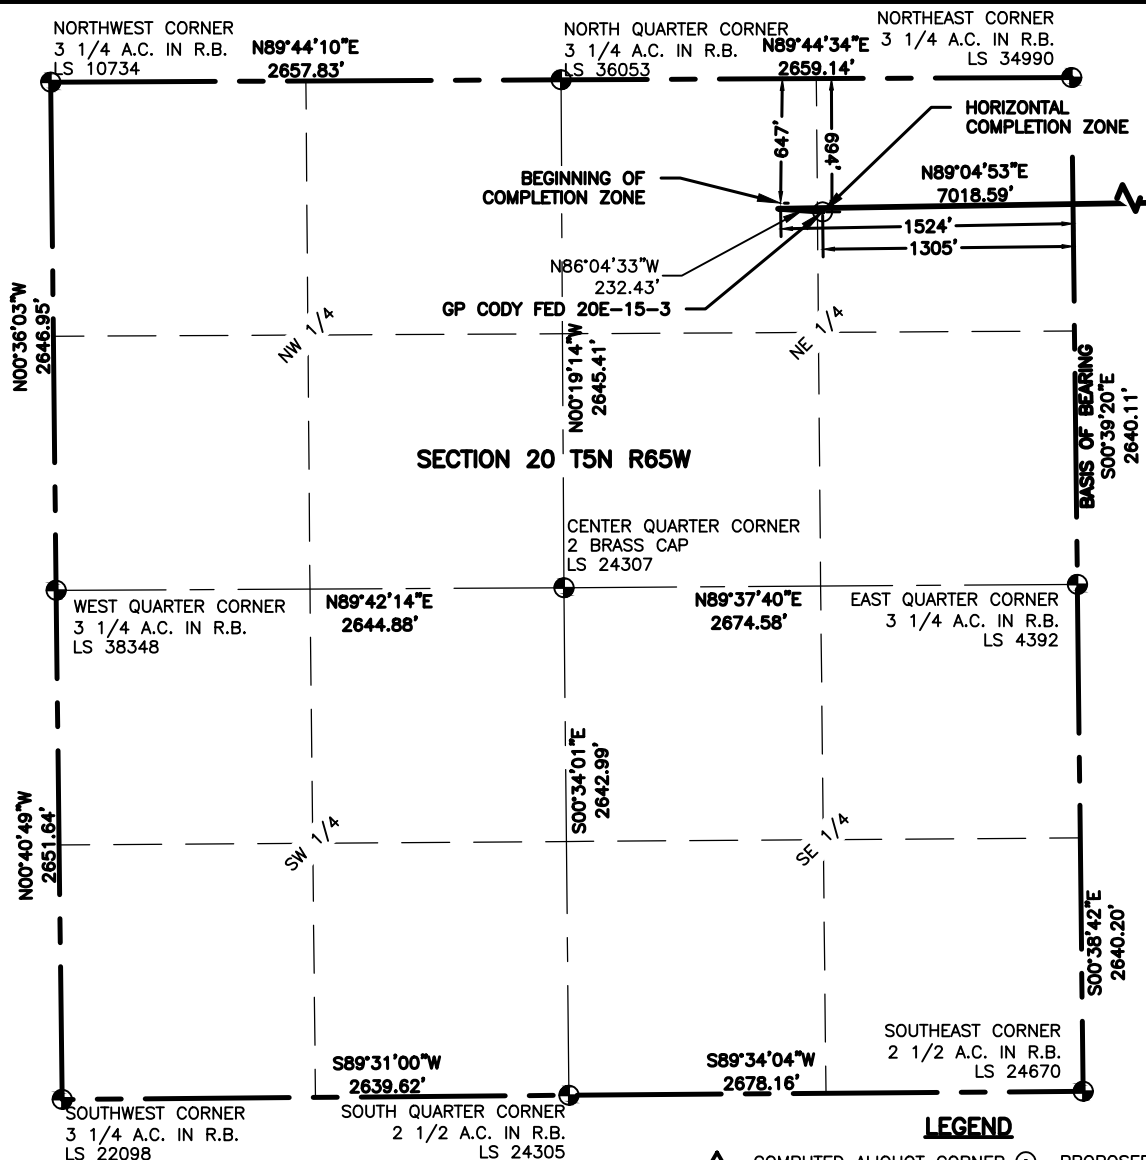 NORTHWEST CORNER
3 1/4 A.C. IN R.B.
LS 10734
N89°44'10"E
2657.83'
NORTH QUARTER CORNER
3 1/4 A.C. IN R.B.
LS 36053
N89°44'34"E
2659.14'
NORTHEAST CORNER
3 1/4 A.C. IN R.B.
LS 34990
647'
694'
HORIZONTAL
COMPLETION ZONE
BEGINNING OF
COMPLETION ZONE
N89°04'53"E
7018.59'
1524'
1305'
N86°04'33"W
232.43'
GP CODY FED 20E-15-3
N00°36'03"W
2646.95'
NW 1/4
N00°19'14"W
2645.41'
NE 1/4
BASIS OF BEARING
S00°39'20"E
2640.11'
SECTION 20 T5N R65W
CENTER QUARTER CORNER
2 BRASS CAP
LS 24307
WEST QUARTER CORNER
3 1/4 A.C. IN R.B.
LS 38348
N89°42'14"E
2644.88'
N89°37'40"E
2674.58'
EAST QUARTER CORNER
3 1/4 A.C. IN R.B.
LS 4392
N00°40'49"W
2651.64'
SW 1/4
S00°34'01"E
2642.99'
SE 1/4
S00°38'42"E
2640.20'
S89°31'00"W
2639.62'
S89°34'04"W
2678.16'
SOUTHEAST CORNER
2 1/2 A.C. IN R.B.
LS 24670
SOUTHWEST CORNER
3 1/4 A.C. IN R.B.
LS 22098
SOUTH QUARTER CORNER
2 1/2 A.C. IN R.B.
LS 24305
LEGEND
COMPUTED ALIQUOT CORNER
PROPOSE